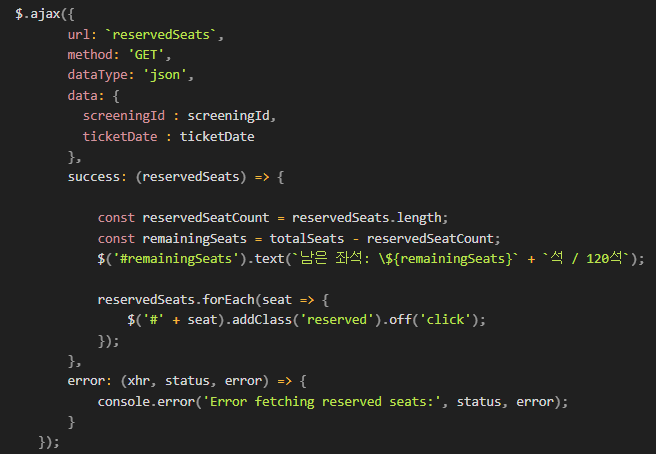 $.ajax({
url: `reservedSeats`,
method: 'GET',
dataType: 'json',
data: {
screeningId : screeningId,
ticketDate : ticketDate
},
success: (reservedSeats) => {
const reservedSeatCount = reservedSeats.length;
const remainingSeats = totalSeats - reservedSeatCount;
$('#remainingSeats').text(`남은 좌석: \${remainingSeats}` + `석 / 120석`);
reservedSeats.forEach(seat => {
$('#' + seat).addClass('reserved').off('click');
});
},
error: (xhr, status, error) => {
console.error('Error fetching reserved seats:', status, error);
}
});